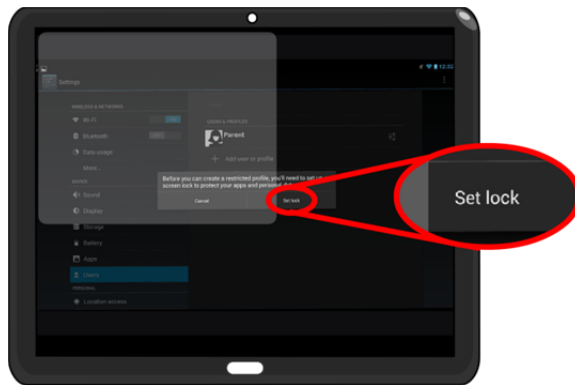 12:52
Settings
WIRELESS & NETWORKS
Wi-Fi
Bluetooth
Data usage
More...
Sound
Display
Storage
Battery
Apps
Users
PERSONAL
Location access
USERS & PROFILES
Parent
+ Add user or profile
Before you can create a restricted profile, you'll need to set up
screen lock to protect your apps and personal data
Cancel
Set lock
Set lock